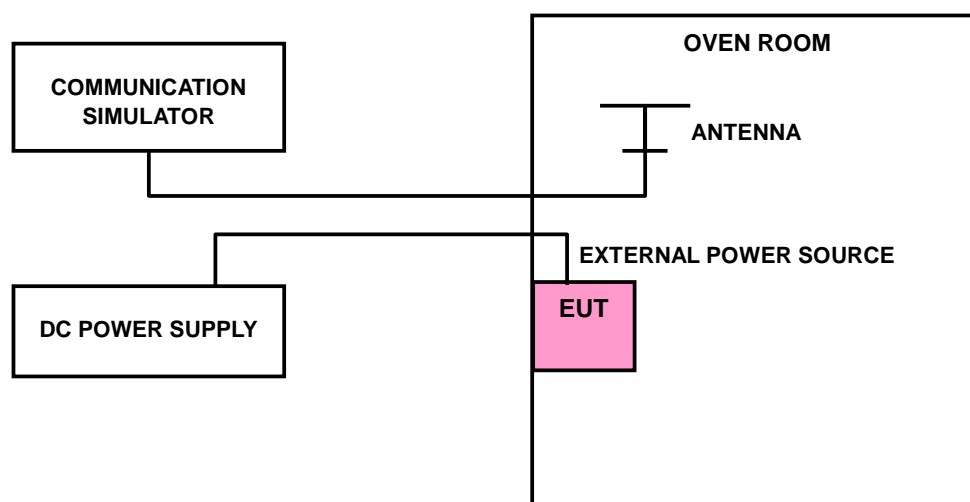 OVEN ROOM
COMMUNICATION
SIMULATOR
ANTENNA
EXTERNAL POWER SOURCE
EUT
DC POWER SUPPLY